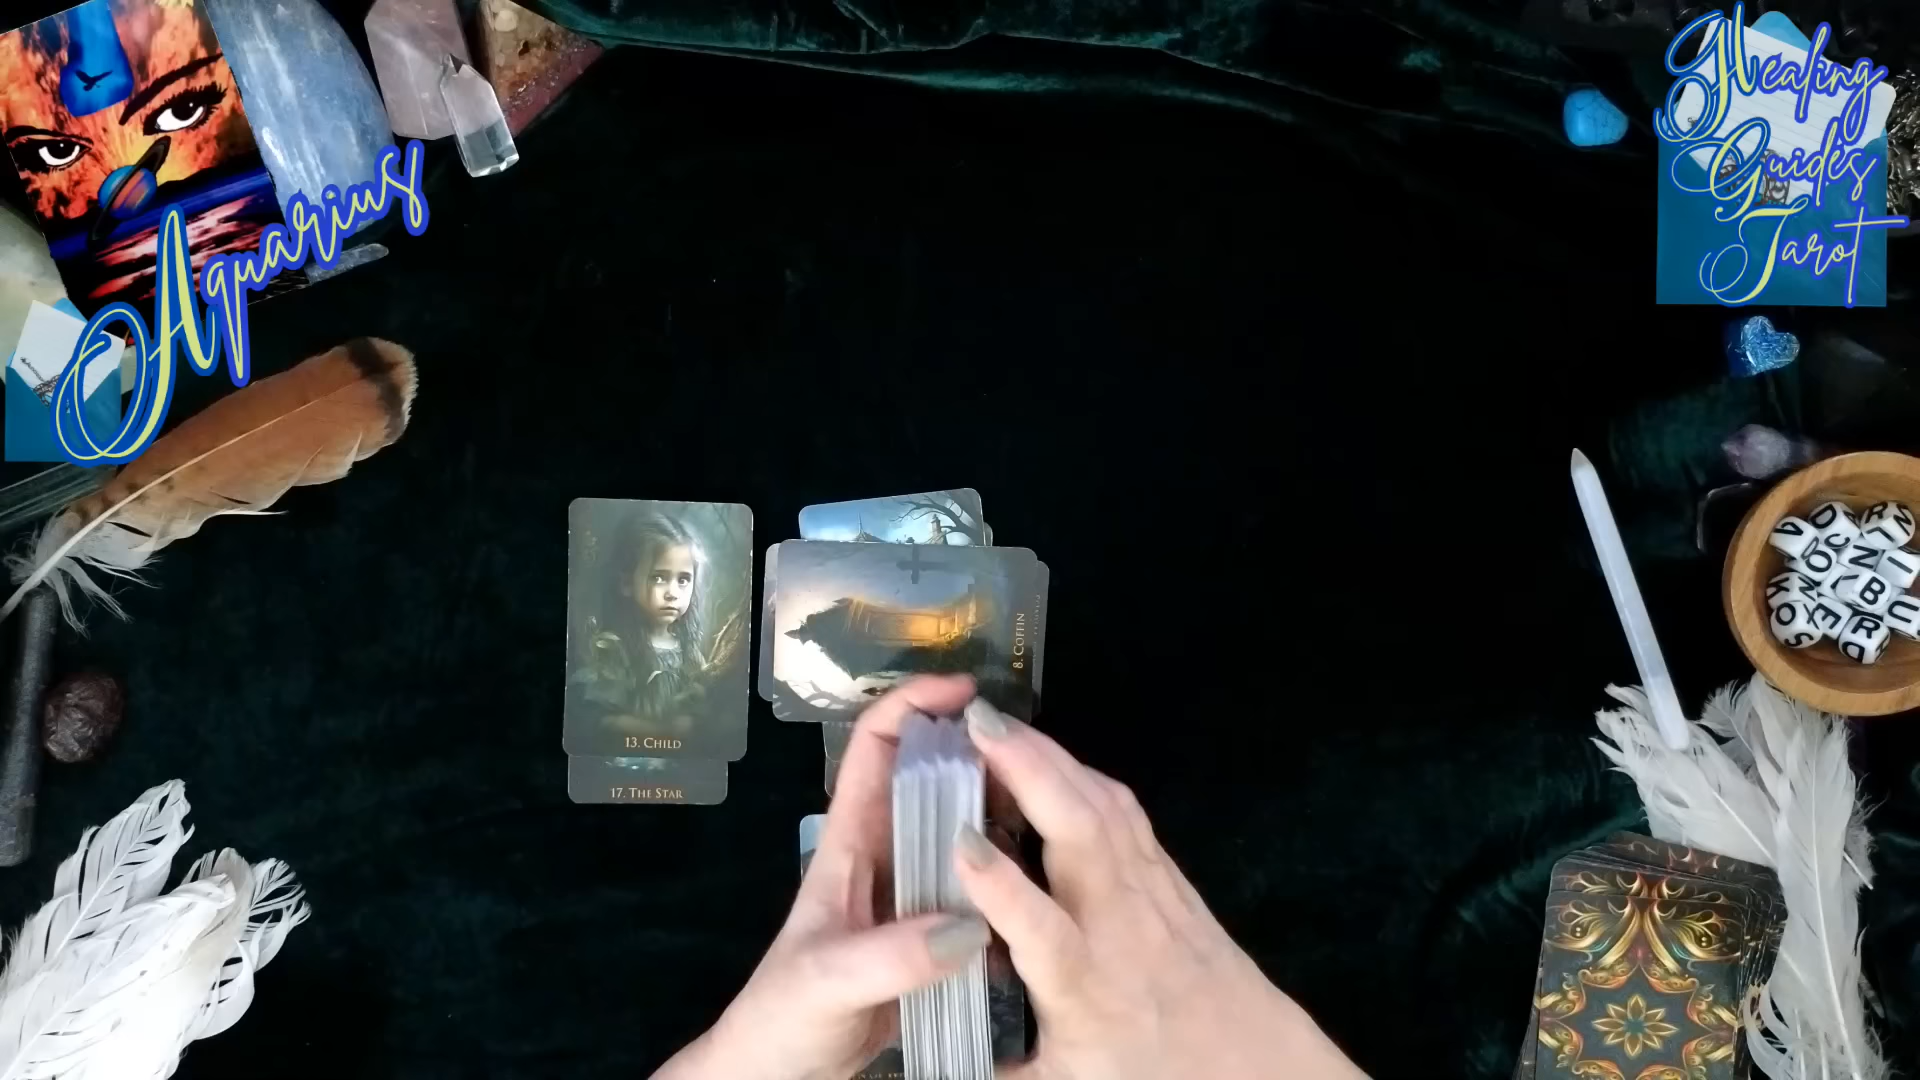 Aquarius
Healing
Guides
Tarot
13. CHILD
17. THE STAR
8. COFFIN